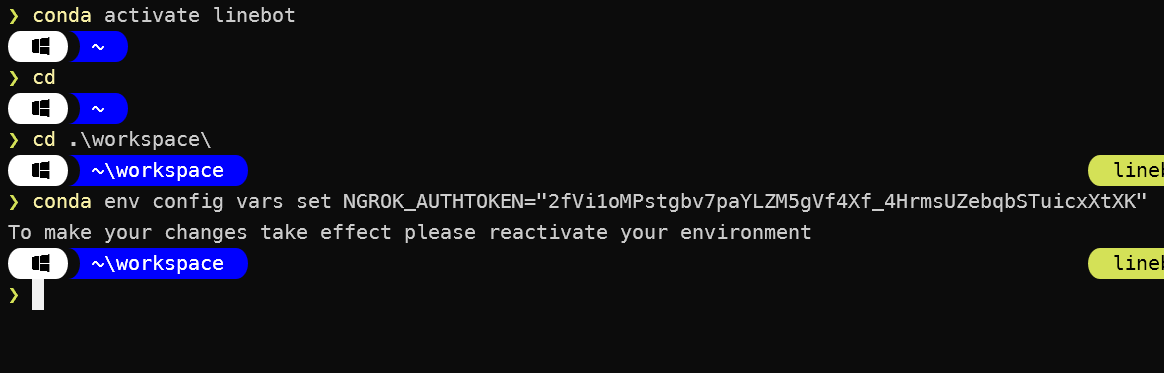 ❯ conda activate linebot
~
❯ cd
~
❯ cd .\workspace\
~\workspace lineb
❯ conda env config vars set NGROK_AUTHTOKEN="2fVi1oMPstgbv7paYLZM5gVf4Xf_4HrmsUZebqbSTuicxXtXK"
To make your changes take effect please reactivate your environment
~\workspace lineb
❯